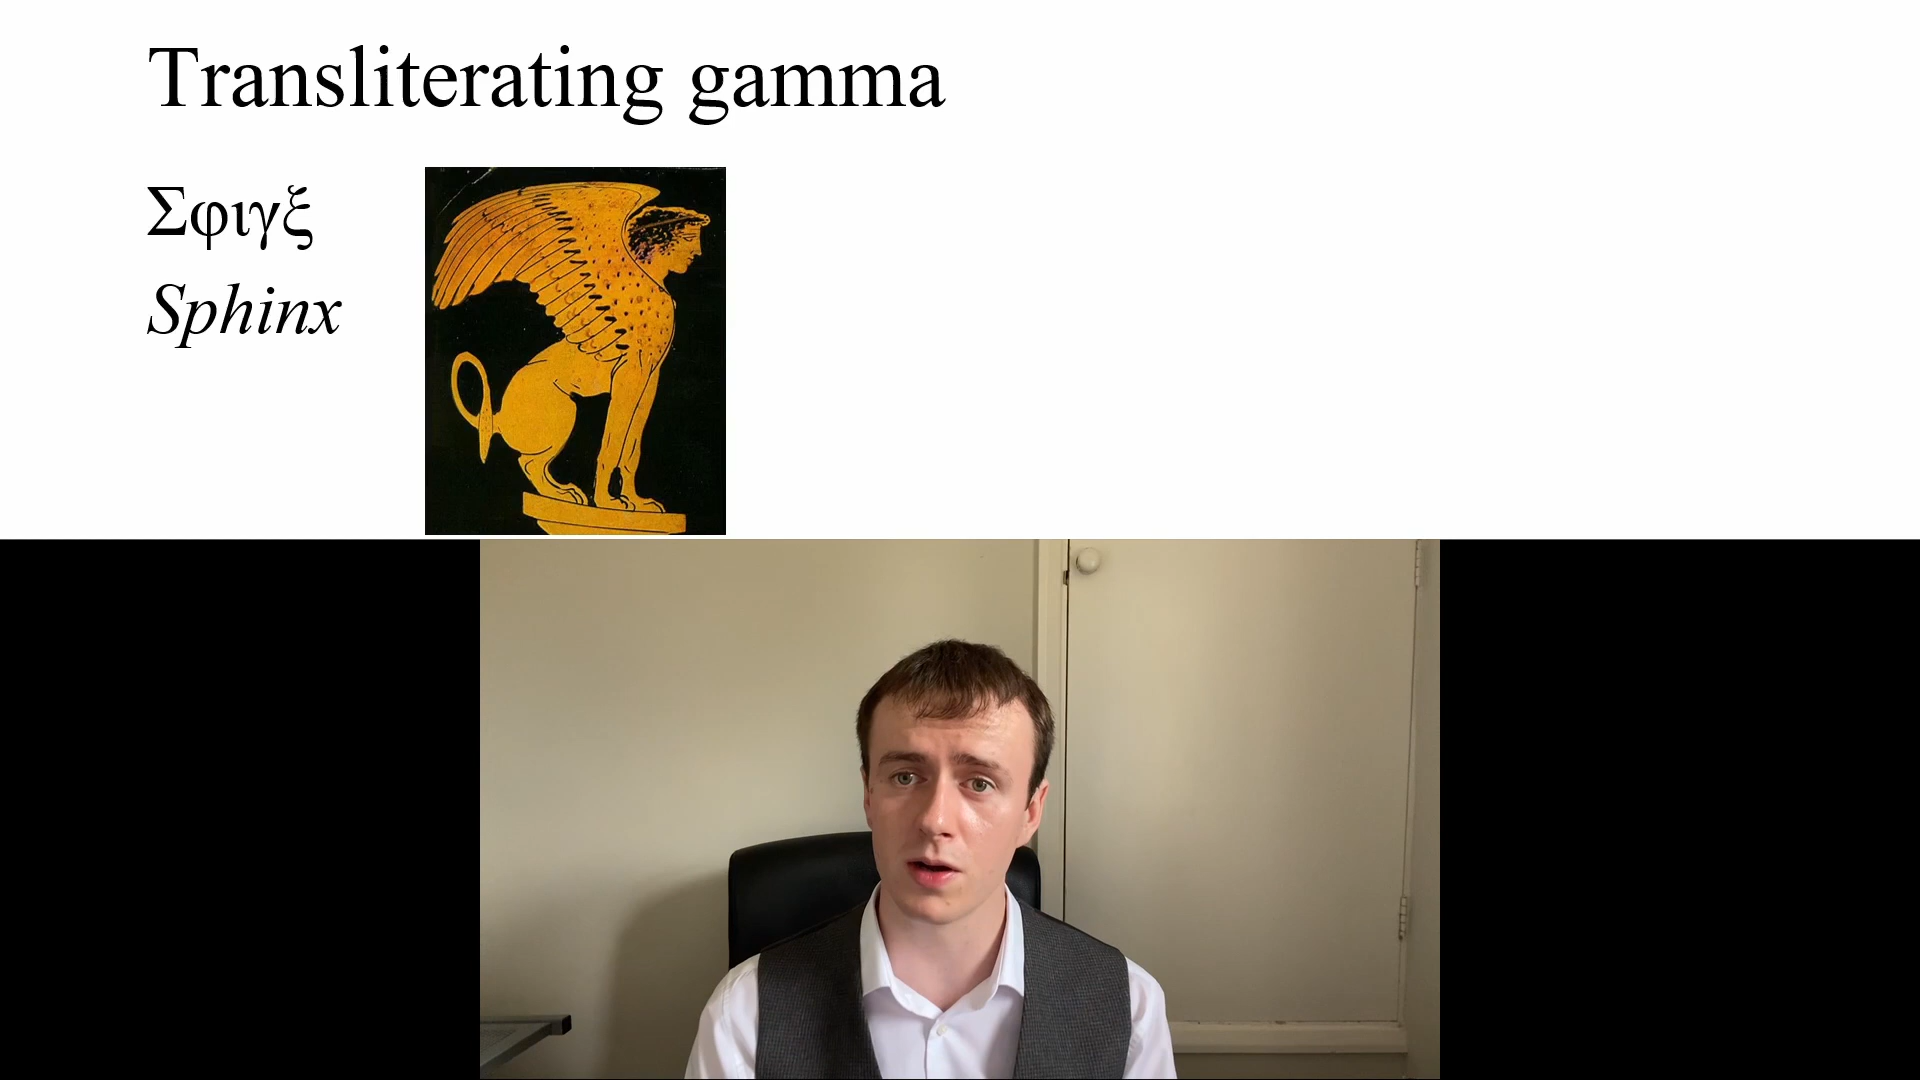 Transliterating gamma
Σφιγξ
Sphinx